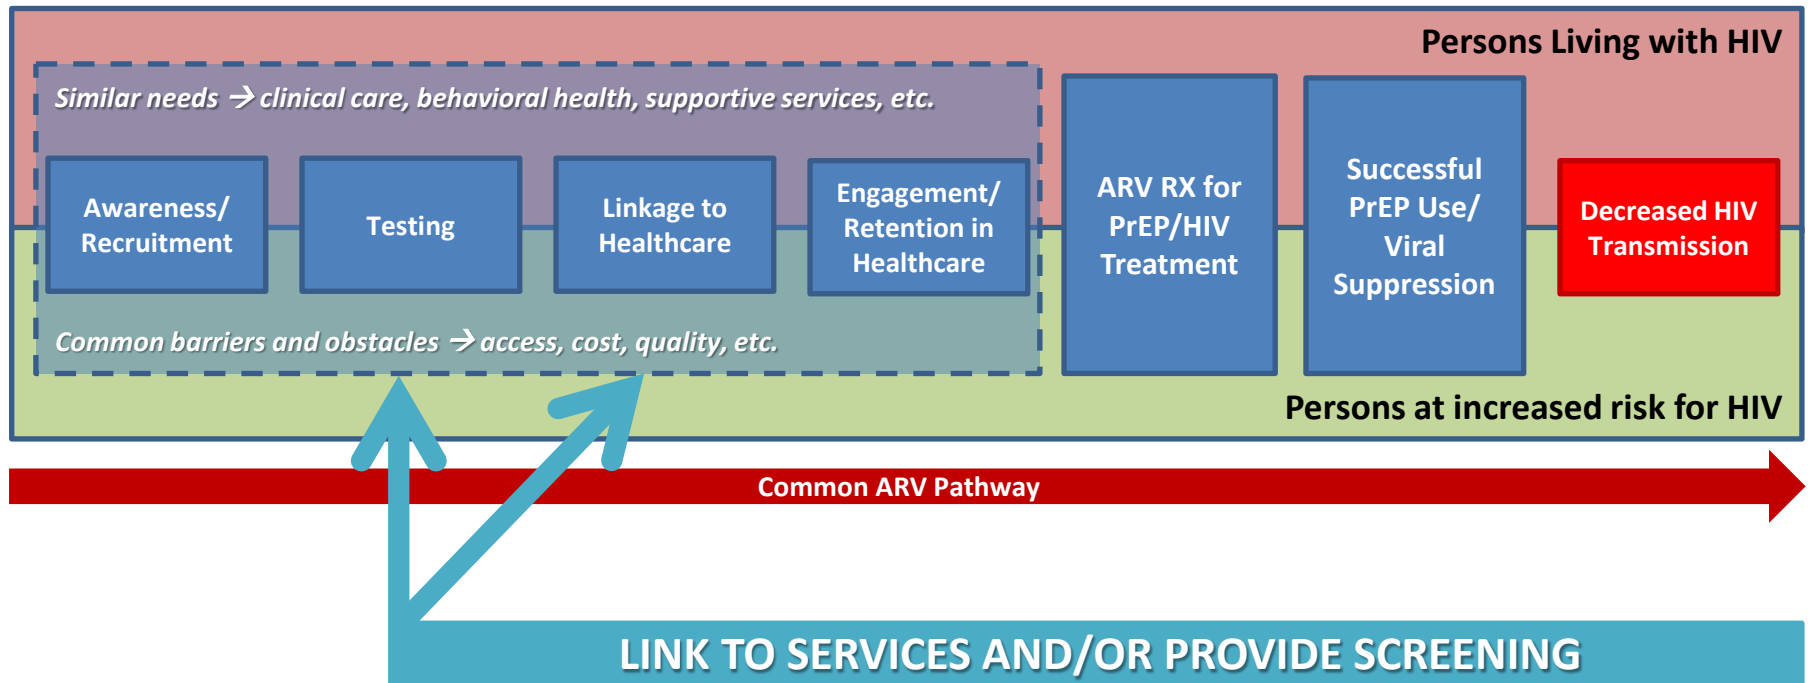 Persons Living with HIV
Similar needs → clinical care, behavioral health, supportive services, etc.
Awareness/
Recruitment
Testing
Linkage to
Healthcare
Engagement/
Retention in
Healthcare
ARV RX for
PrEP/HIV
Treatment
Successful
PrEP Use/
Viral
Suppression
Decreased HIV
Transmission
Common barriers and obstacles → access, cost, quality, etc.
Persons at increased risk for HIV
Common ARV Pathway
LINK TO SERVICES AND/OR PROVIDE SCREENING